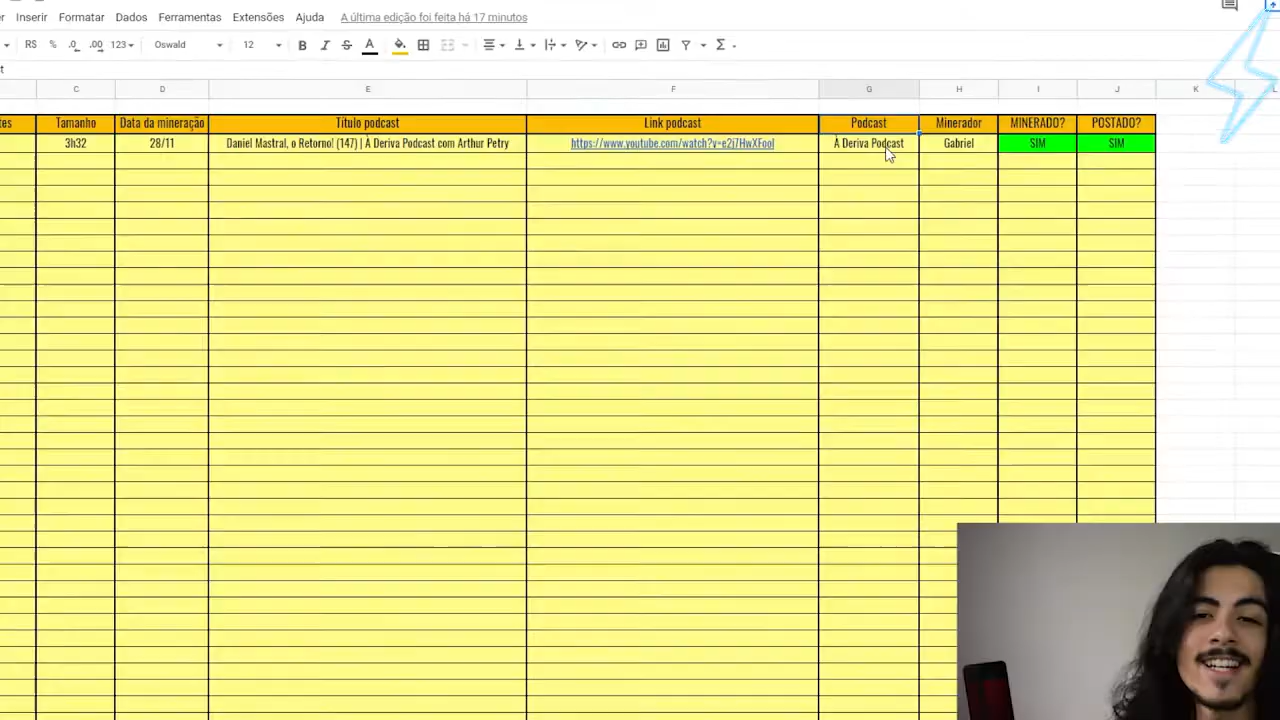 Inserir Formatar Dados Ferramentas Extensões Ajuda A última edição foi feita há 17 minutos
R$ % .0 .00 123 Oswald 12 B I S A Σ
C D E F G H I J K L
Tamanho Data da mineração Título podcast Link podcast Podcast Minerador MINERADO? POSTADO?
3h32 28/11 Daniel Mastral, o Retorno! (147) | À Deriva Podcast com Arthur Petry À Deriva Podcast Gabriel SIM SIM